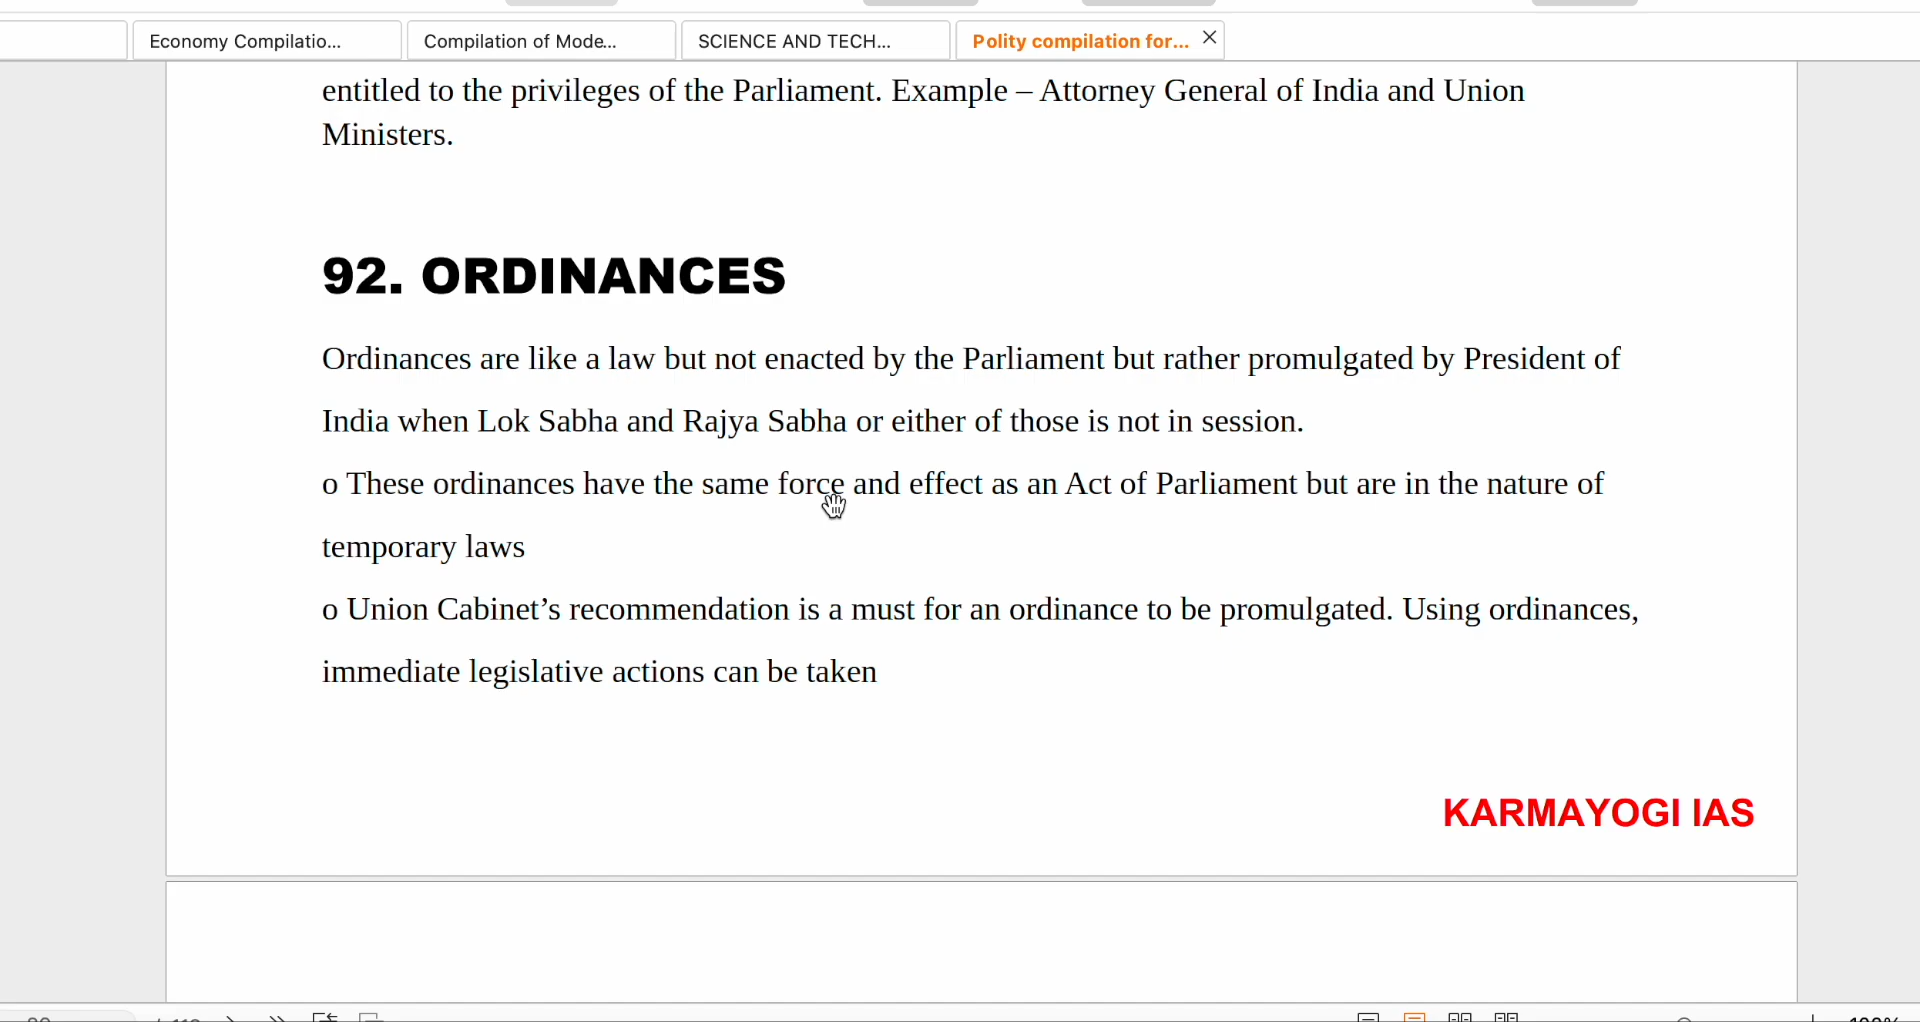 Economy Compilatio... Compilation of Mode... SCIENCE AND TECH... Polity compilation for...
entitled to the privileges of the Parliament. Example – Attorney General of India and Union
Ministers.
92. ORDINANCES
Ordinances are like a law but not enacted by the Parliament but rather promulgated by President of
India when Lok Sabha and Rajya Sabha or either of those is not in session.
o These ordinances have the same force and effect as an Act of Parliament but are in the nature of
temporary laws
o Union Cabinet’s recommendation is a must for an ordinance to be promulgated. Using ordinances,
immediate legislative actions can be taken
KARMAYOGI IAS